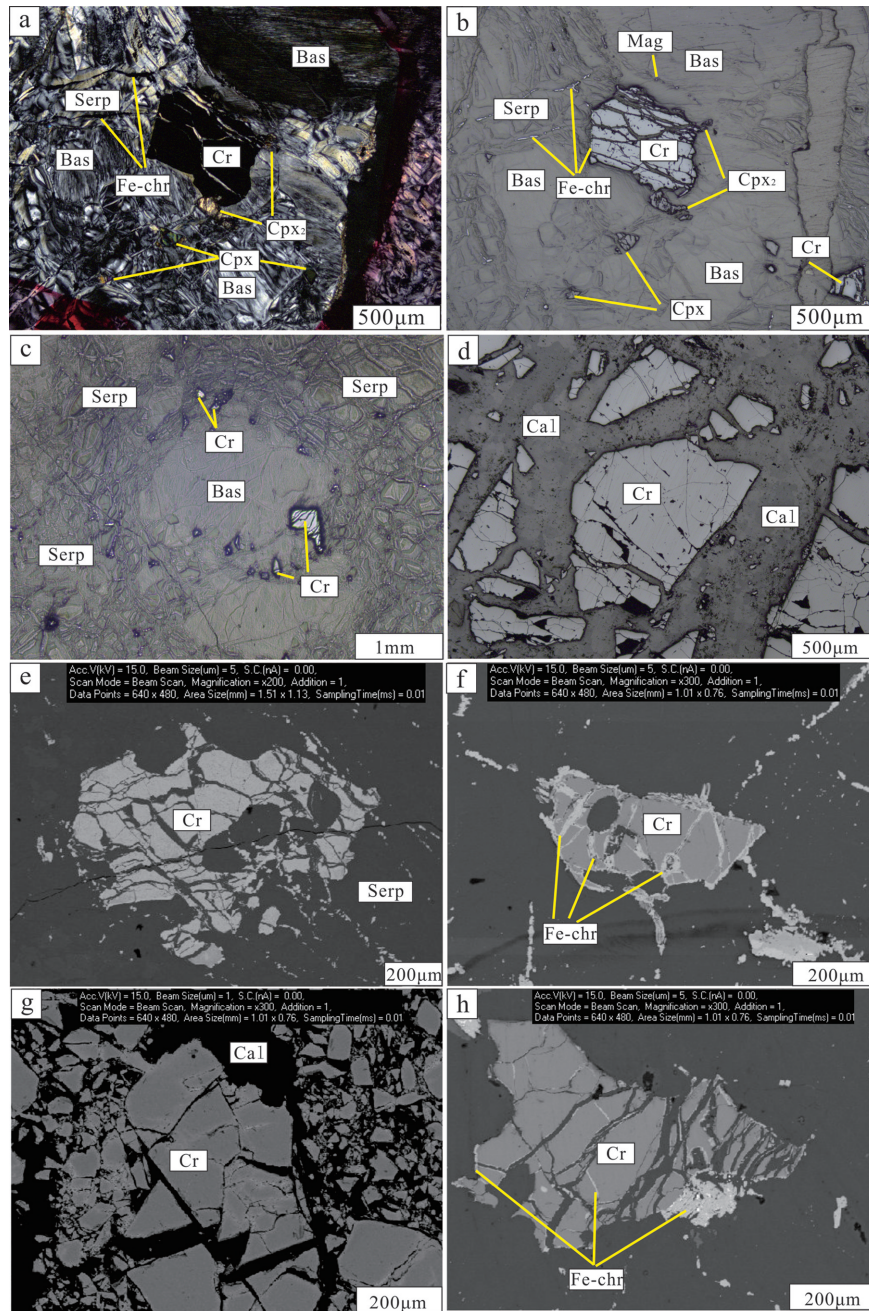 a
Bas
Serp
Bas
Cr
Fe-chr
Cpx₂
Cpx
Bas
500μm
b
Mag
Bas
Serp
Cr
Bas
Fe-chr
Cpx₂
Cr
Bas
Cpx
500μm
c
Serp
Serp
Cr
Bas
Serp
Cr
1mm
d
Cal
Cr
Cal
500μm
e
Acc.V(kV) = 15.0, Beam Size(um) = 5, S.C.(nA) = 0.00,
Scan Mode = Beam Scan, Magnification = x200, Addition = 1,
Data Points = 640 x 480, Area Size(mm) = 1.51 x 1.13, SamplingTime(ms) = 0.01
Cr
Serp
200μm
f
Acc.V(kV) = 15.0, Beam Size(um) = 5, S.C.(nA) = 0.00,
Scan Mode = Beam Scan, Magnification = x300, Addition = 1,
Data Points = 640 x 480, Area Size(mm) = 1.01 x 0.76, SamplingTime(ms) = 0.01
Cr
Fe-chr
200μm
g
Acc.V(kV) = 15.0, Beam Size(um) = 1, S.C.(nA) = 0.00,
Scan Mode = Beam Scan, Magnification = x300, Addition = 1,
Data Points = 640 x 480, Area Size(mm) = 1.01 x 0.76, SamplingTime(ms) = 0.01
Cal
Cr
200μm
h
Acc.V(kV) = 15.0, Beam Size(um) = 5, S.C.(nA) = 0.00,
Scan Mode = Beam Scan, Magnification = x300, Addition = 1,
Data Points = 640 x 480, Area Size(mm) = 1.01 x 0.76, SamplingTime(ms) = 0.01
Cr
Fe-chr
200μm